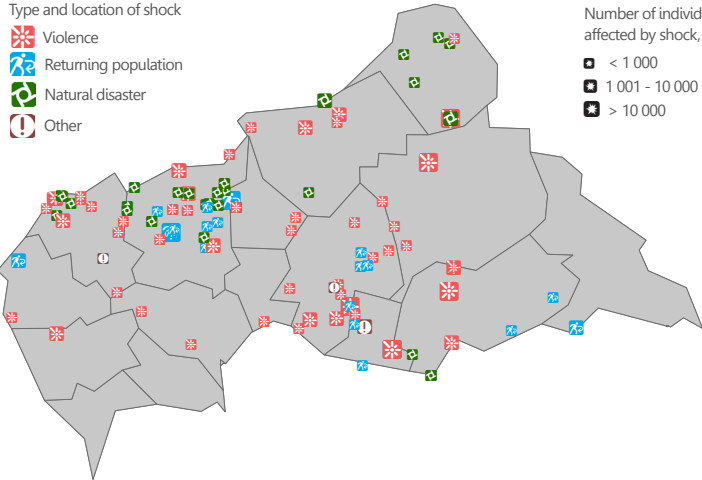 Type and location of shock
Violence
Returning population
Natural disaster
Other
Number of individ
affected by shock,
< 1 000
1 001 - 10 000
> 10 000